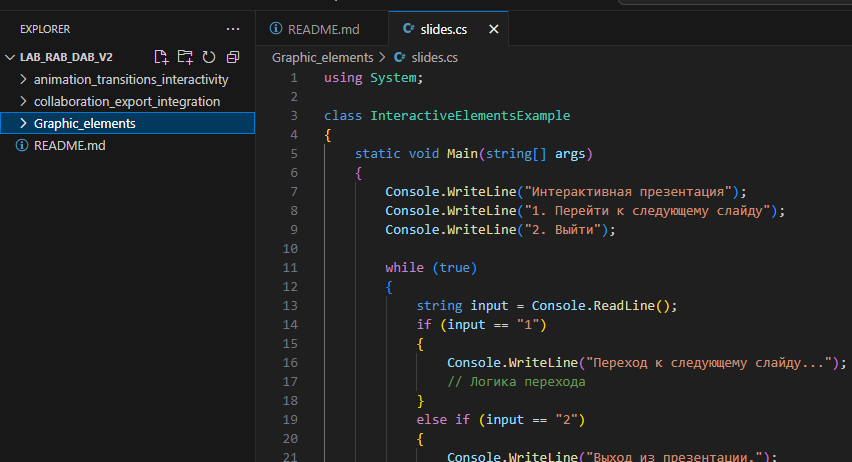 EXPLORER
LAB_RAB_DAB_V2
animation_transitions_interactivity
collaboration_export_integration
Graphic_elements
README.md
README.md
C# slides.cs
Graphic_elements > C# slides.cs
1 using System;
2
3 class InteractiveElementsExample
4 {
5 static void Main(string[] args)
6 {
7 Console.WriteLine("Интерактивная презентация");
8 Console.WriteLine("1. Перейти к следующему слайду");
9 Console.WriteLine("2. Выйти");
10
11 while (true)
12 {
13 string input = Console.ReadLine();
14 if (input == "1")
15 {
16 Console.WriteLine("Переход к следующему слайду...");
17 // Логика перехода
18 }
19 else if (input == "2")
20 {
21 Console.WriteLine("Выход из презентации.");